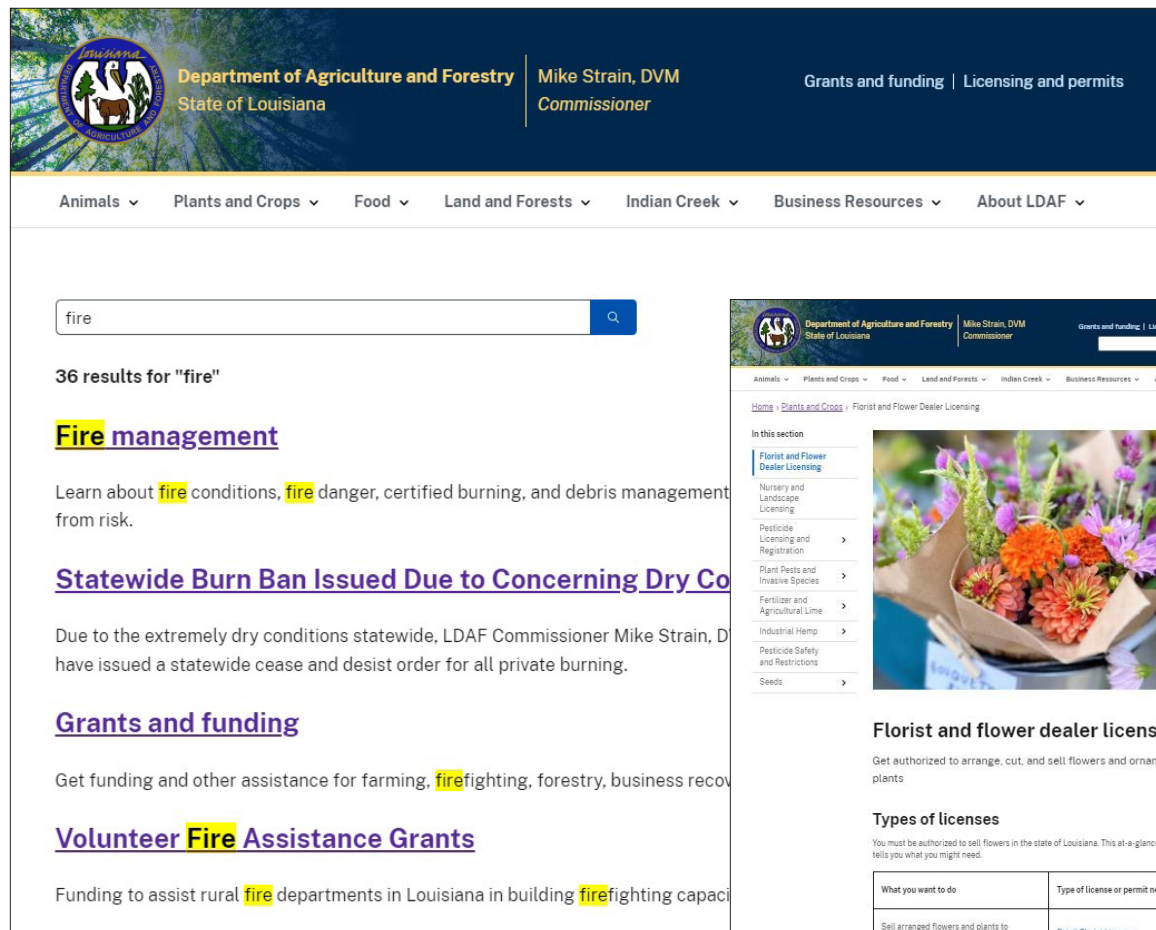 Louisiana
DEPARTMENT OF AGRICULTURE AND FORESTRY
Department of Agriculture and Forestry
State of Louisiana
Mike Strain, DVM
Commissioner
Grants and funding | Licensing and permits
Animals
Plants and Crops
Food
Land and Forests
Indian Creek
Business Resources
About LDAF
fire
36 results for "fire"
Fire management
Learn about fire conditions, fire danger, certified burning, and debris management
from risk.
Statewide Burn Ban Issued Due to Concerning Dry Co
Due to the extremely dry conditions statewide, LDAF Commissioner Mike Strain, D
have issued a statewide cease and desist order for all private burning.
Grants and funding
Get funding and other assistance for farming, firefighting, forestry, business recov
Volunteer Fire Assistance Grants
Funding to assist rural fire departments in Louisiana in building firefighting capaci
Louisiana
Department of Agriculture and Forestry
State of Louisiana
Mike Strain, DVM
Commissioner
Grants and funding | Li
Animals
Plants and Crops
Food
Land and Forests
Indian Creek
Business Resources
Home › Plants and Crops › Florist and Flower Dealer Licensing
In this section
Florist and Flower
Dealer Licensing
Nursery and
Landscape
Licensing
Pesticide
Licensing and
Registration
Plant Pests and
Invasive Species
Fertilizer and
Agricultural Lime
Industrial Hemp
Pesticide Safety
and Restrictions
Seeds
Florist and flower dealer licens
Get authorized to arrange, cut, and sell flowers and ornan
plants
Types of licenses
You must be authorized to sell flowers in the state of Louisiana. This at-a-glance
tells you what you might need.
What you want to do
Type of license or permit ne
Sell arranged flowers and plants to